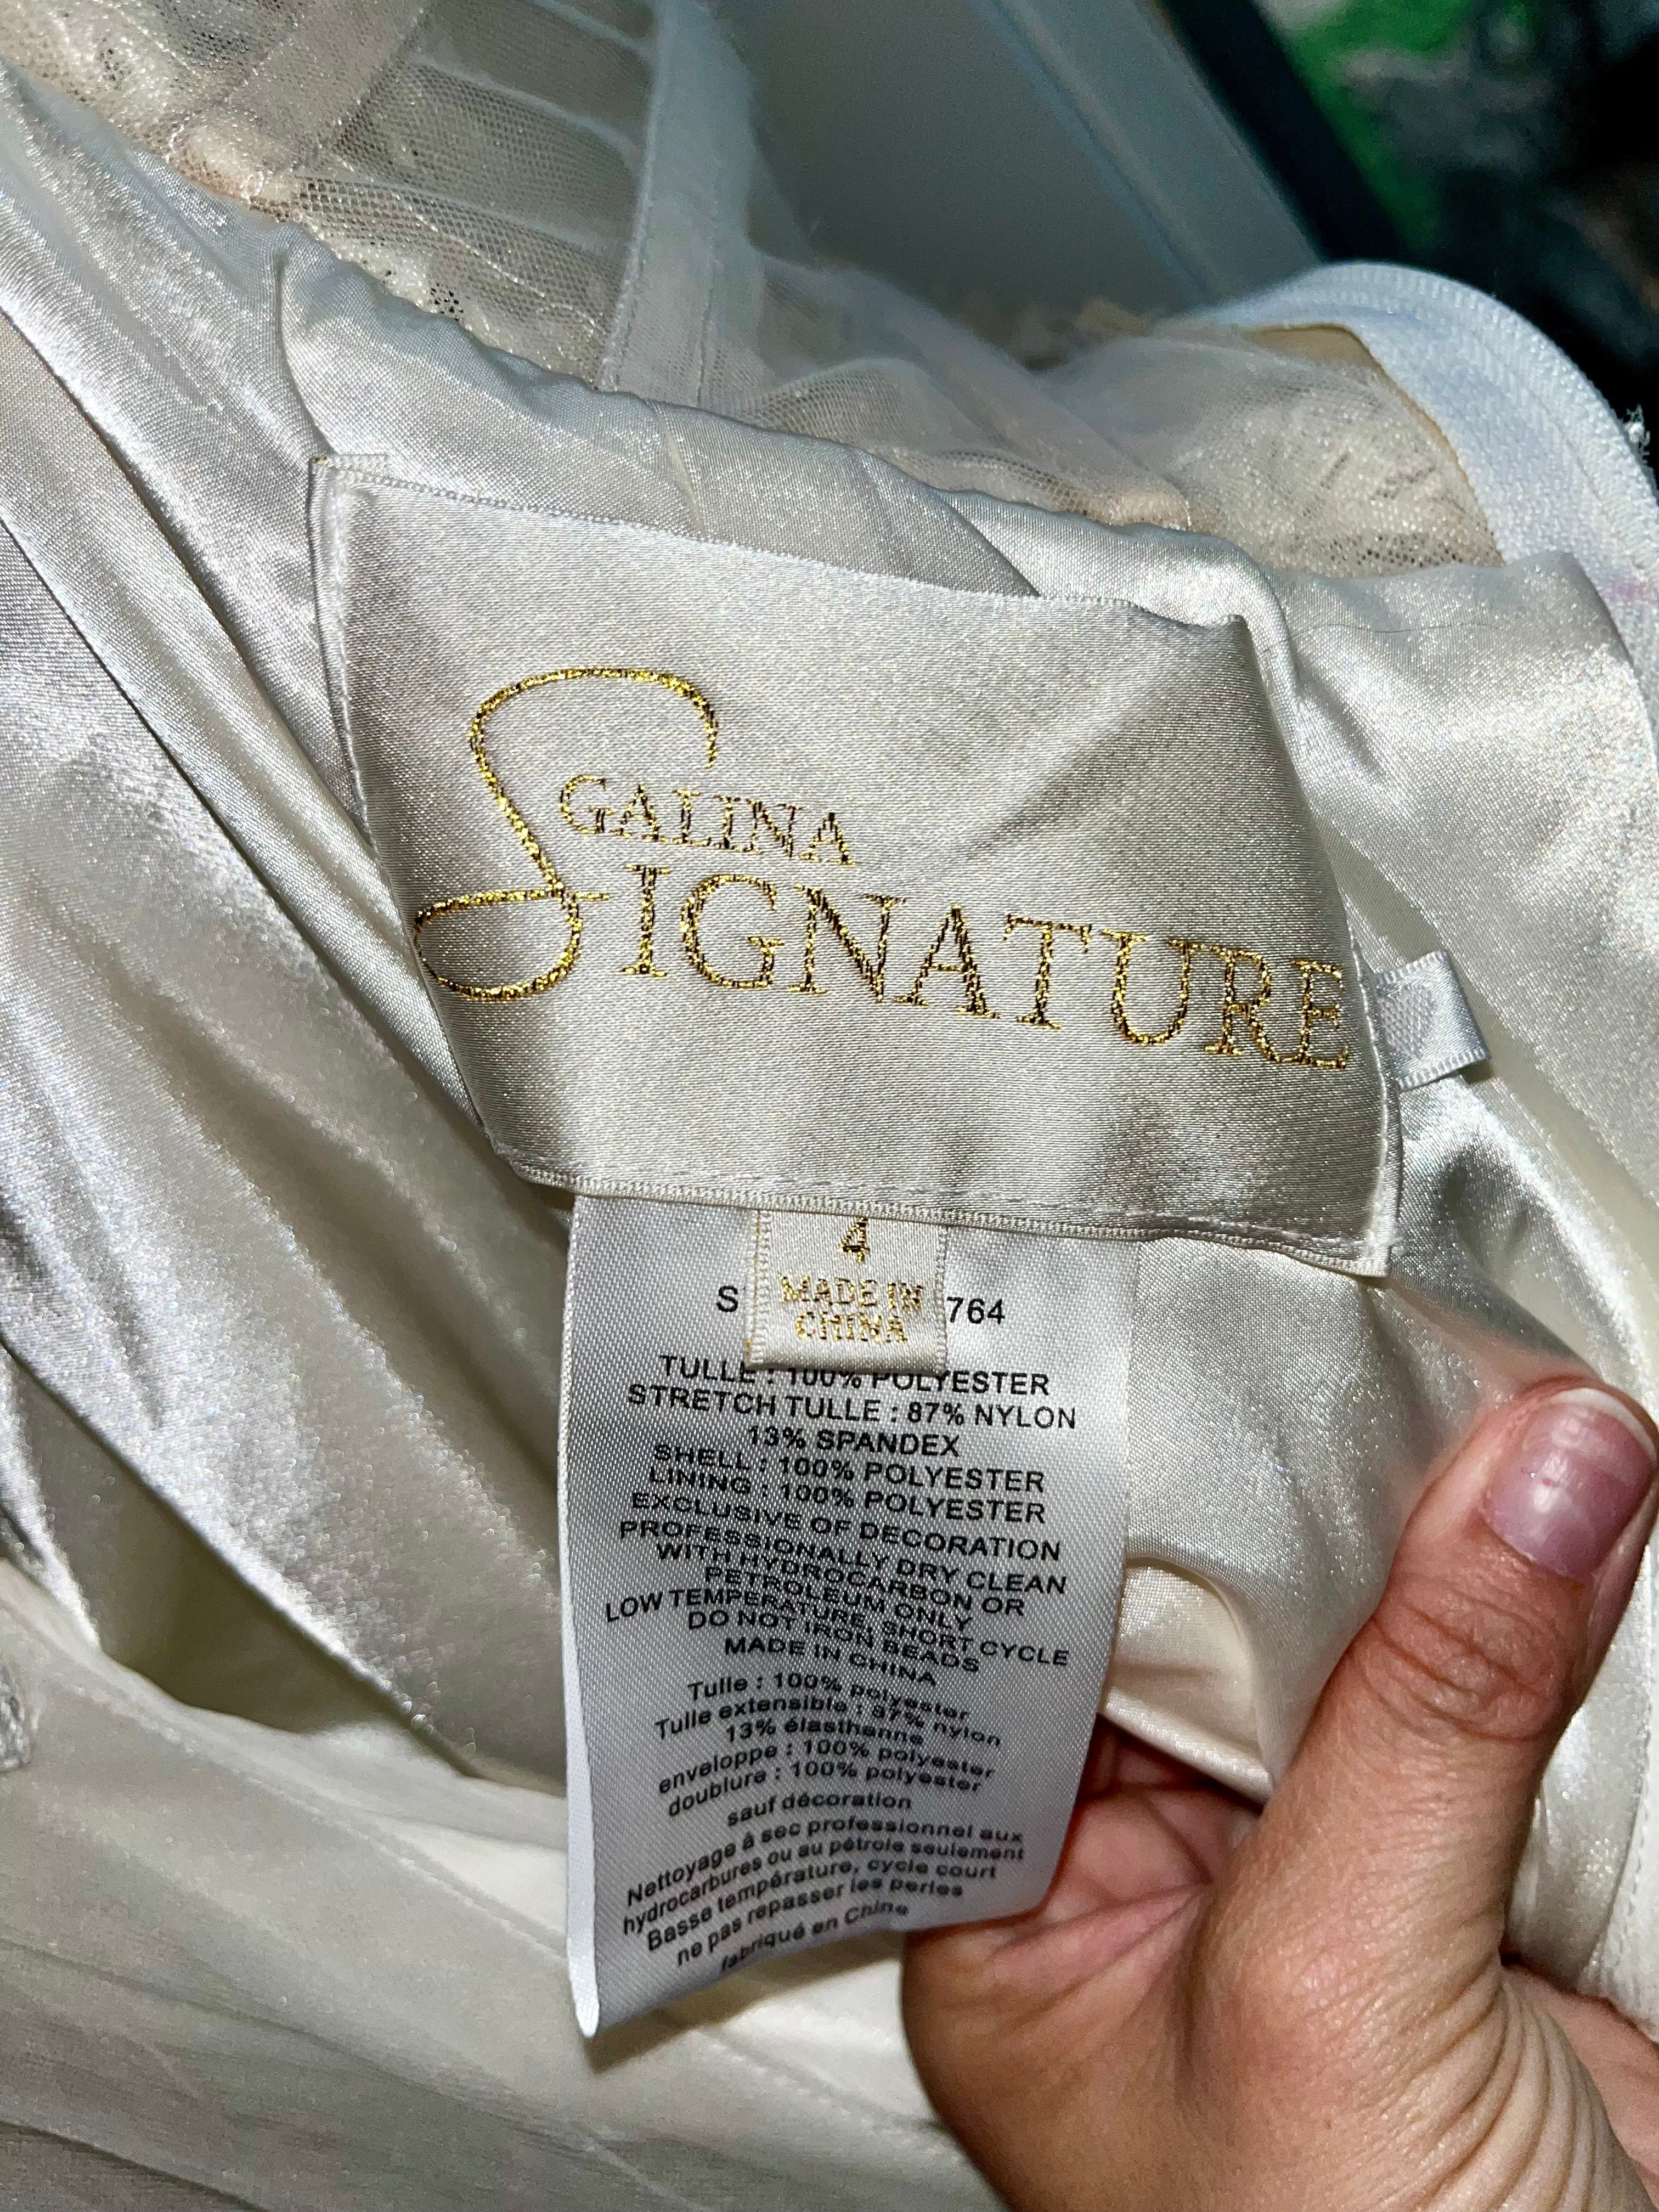 GALINA
SIGNATURE
4
MADE IN
CHINA
S 764
TULLE : 100% POLYESTER
STRETCH TULLE : 87% NYLON
13% SPANDEX
SHELL : 100% POLYESTER
LINING : 100% POLYESTER
EXCLUSIVE OF DECORATION
PROFESSIONALLY DRY CLEAN
WITH HYDROCARBON OR
PETROLEUM ONLY
LOW TEMPERATURE, SHORT CYCLE
DO NOT IRON BEADS
MADE IN CHINA
Tulle : 100% polyester
Tulle extensible : 87% nylon
13% élasthanne
enveloppe : 100% polyester
doublure : 100% polyester
sauf décoration
Nettoyage à sec professionnel aux
hydrocarbures ou au pétrole seulement
Basse température, cycle court
ne pas repasser les perles
fabriqué en Chine